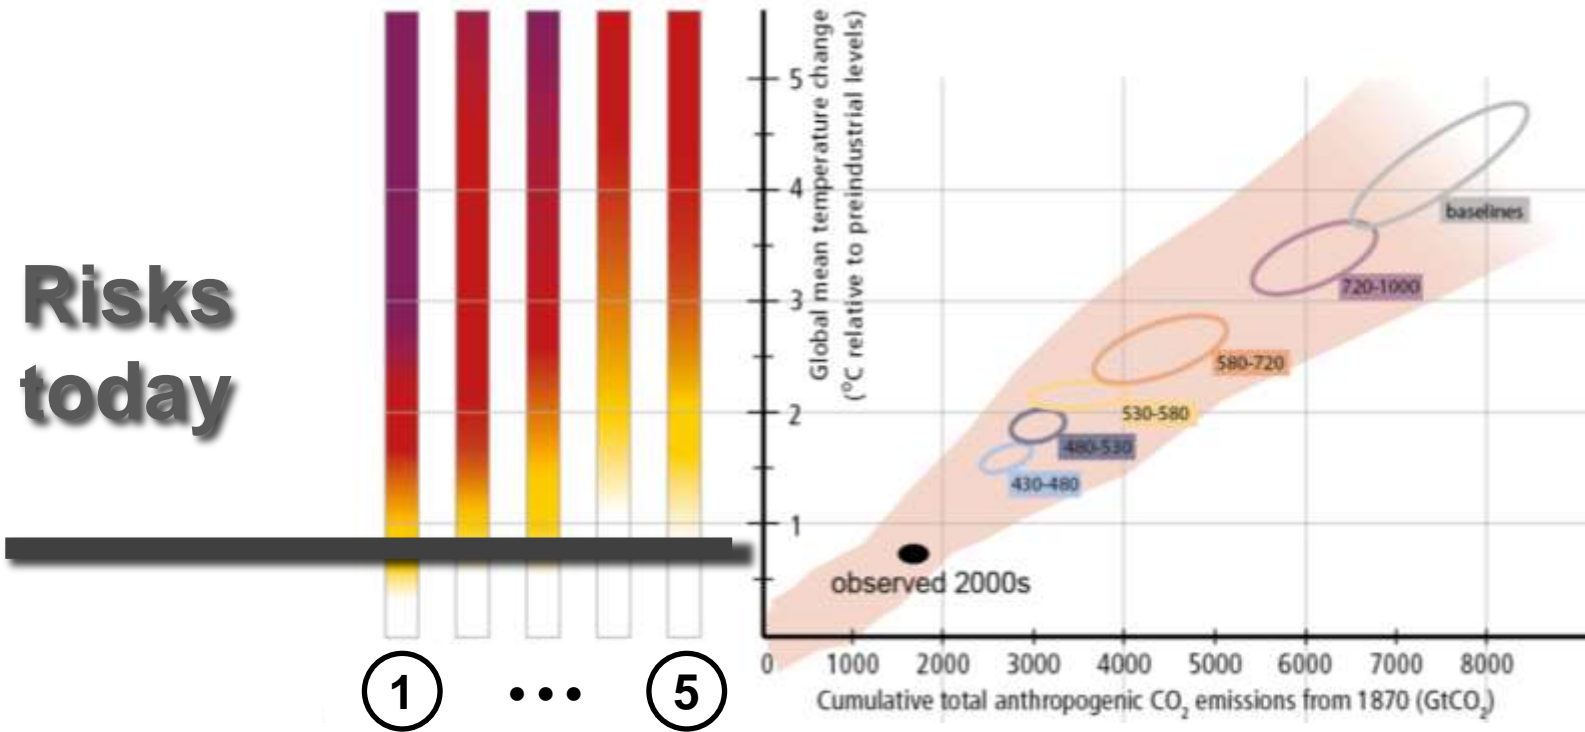 Risks
today
1
• • •
5
Global mean temperature change
(°C relative to preindustrial levels)
5
4
3
2
1
baselines
720-1000
580-720
530-580
480-530
430-480
observed 2000s
0 1000 2000 3000 4000 5000 6000 7000 8000
Cumulative total anthropogenic CO₂ emissions from 1870 (GtCO₂)